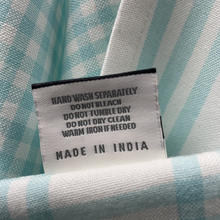 HAND WASH SEPARATELY
DO NOT BLEACH
DO NOT TUMBLE DRY
DO NOT DRY CLEAN
WARM IRON IF NEEDED
MADE IN INDIA